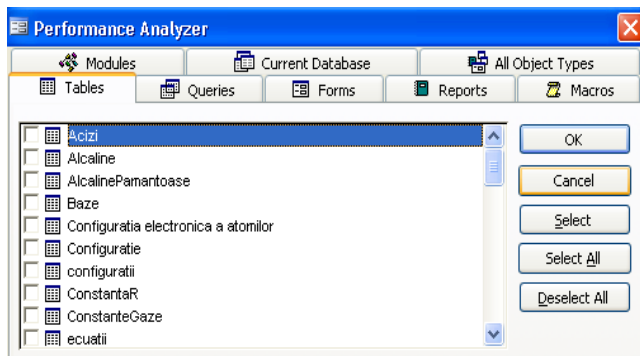 Performance Analyzer
Modules
Current Database
All Object Types
Tables
Queries
Forms
Reports
Macros
Acizi
Alcaline
AlcalinePamantoase
Baze
Configuratia electronica a atomilor
Configuratie
configuratii
ConstantaR
ConstanteGaze
ecuatii
OK
Cancel
Select
Select All
Deselect All